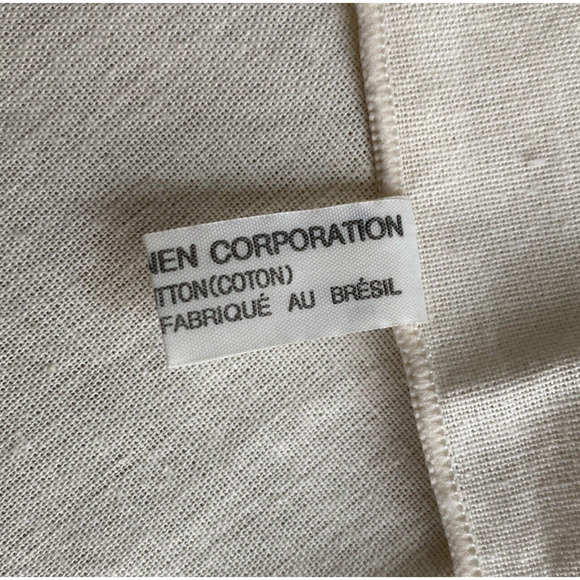 NEN CORPORATION
TTON(COTON)
FABRIQUÉ AU BRÉSIL